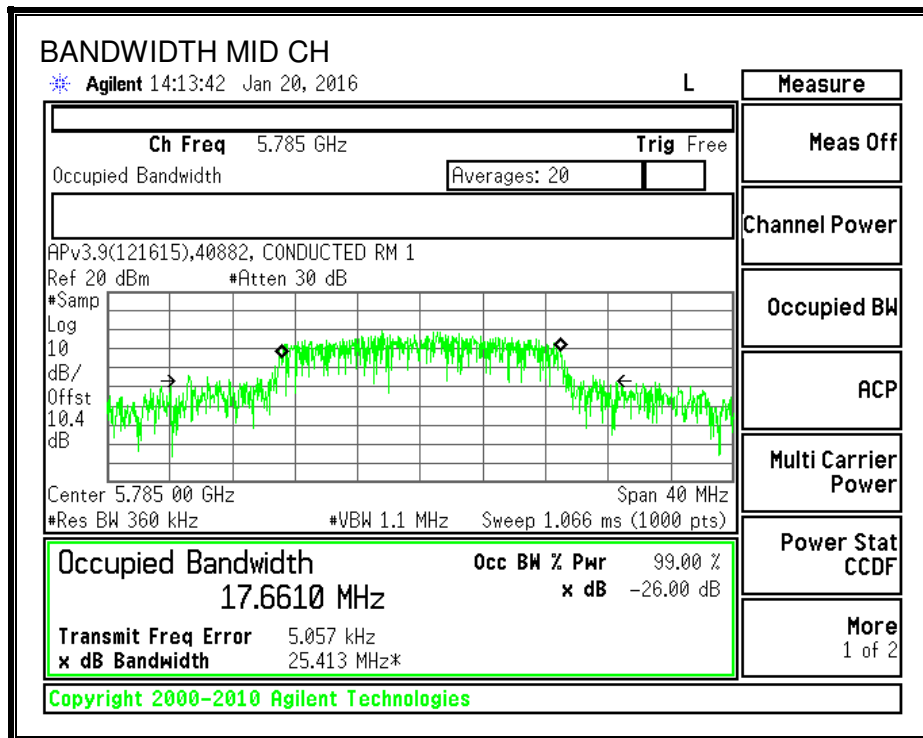 BANDWIDTH MID CH
Agilent 14:13:42 Jan 20, 2016 L
Measure
Ch Freq 5.785 GHz Trig Free
Meas Off
Occupied Bandwidth Averages: 20
Channel Power
APv3.9(121615),40882, CONDUCTED RM 1
Ref 20 dBm #Atten 30 dB
#Samp
Log
10
dB/
Offst
10.4
dB
Occupied BW
ACP
Multi Carrier
Power
Center 5.785 00 GHz Span 40 MHz
#Res BW 360 kHz #VBW 1.1 MHz Sweep 1.066 ms (1000 pts)
Power Stat
CCDF
Occupied Bandwidth Occ BW % Pwr 99.00 %
17.6610 MHz x dB -26.00 dB
Transmit Freq Error 5.057 kHz
x dB Bandwidth 25.413 MHz*
More
1 of 2
Copyright 2000-2010 Agilent Technologies